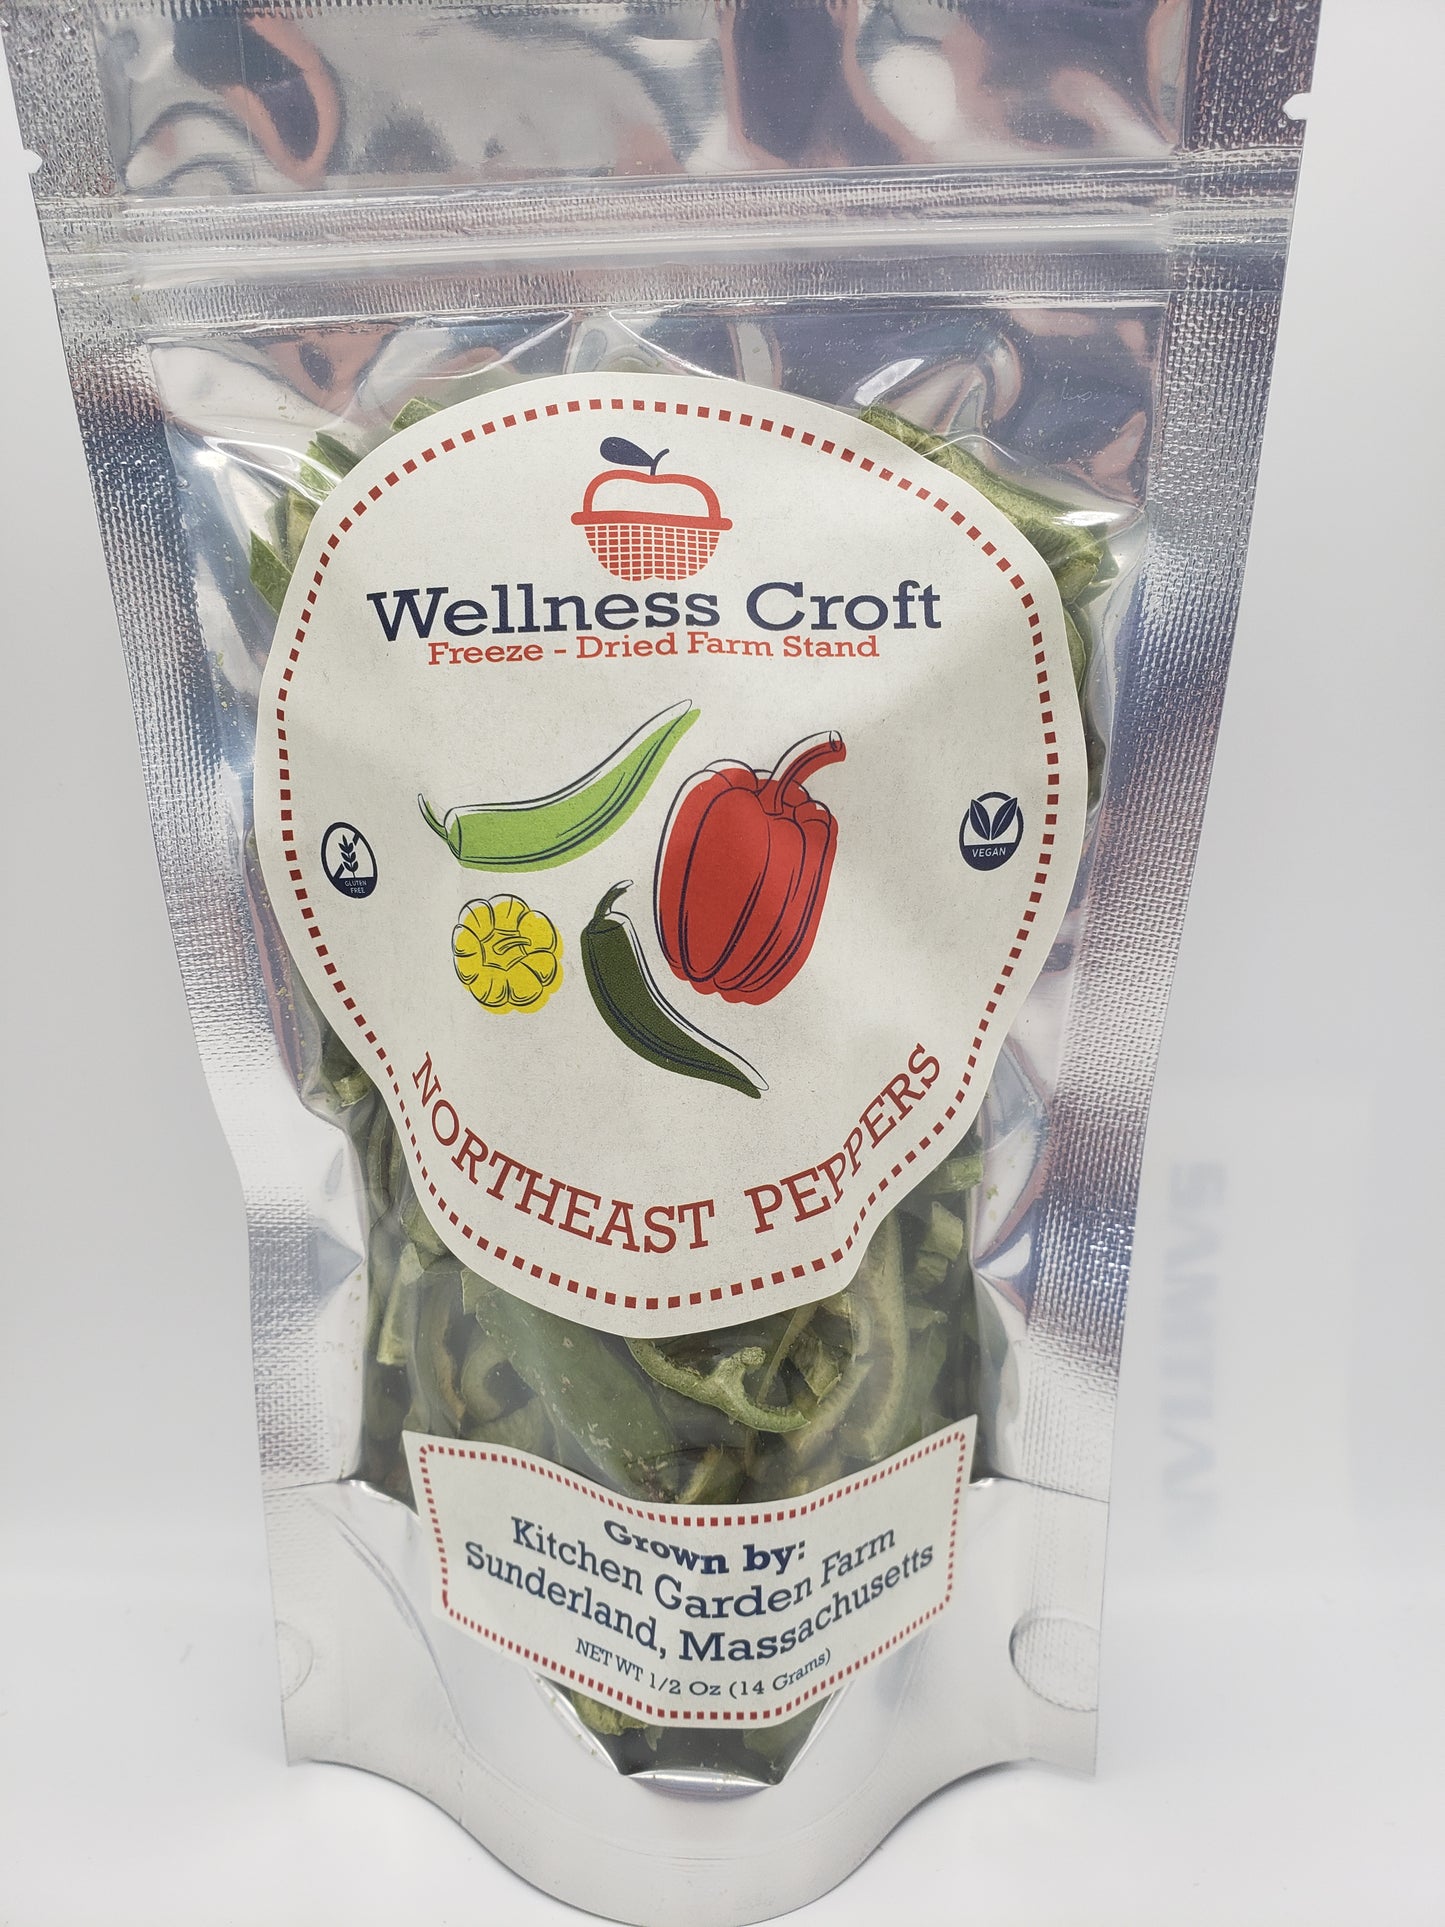 Wellness Croft
Freeze - Dried Farm Stand
GLUTEN
FREE
VEGAN
NORTHEAST PEPPERS
Grown by:
Kitchen Garden Farm
Sunderland, Massachusetts
NET WT 1/2 Oz (14 Grams)